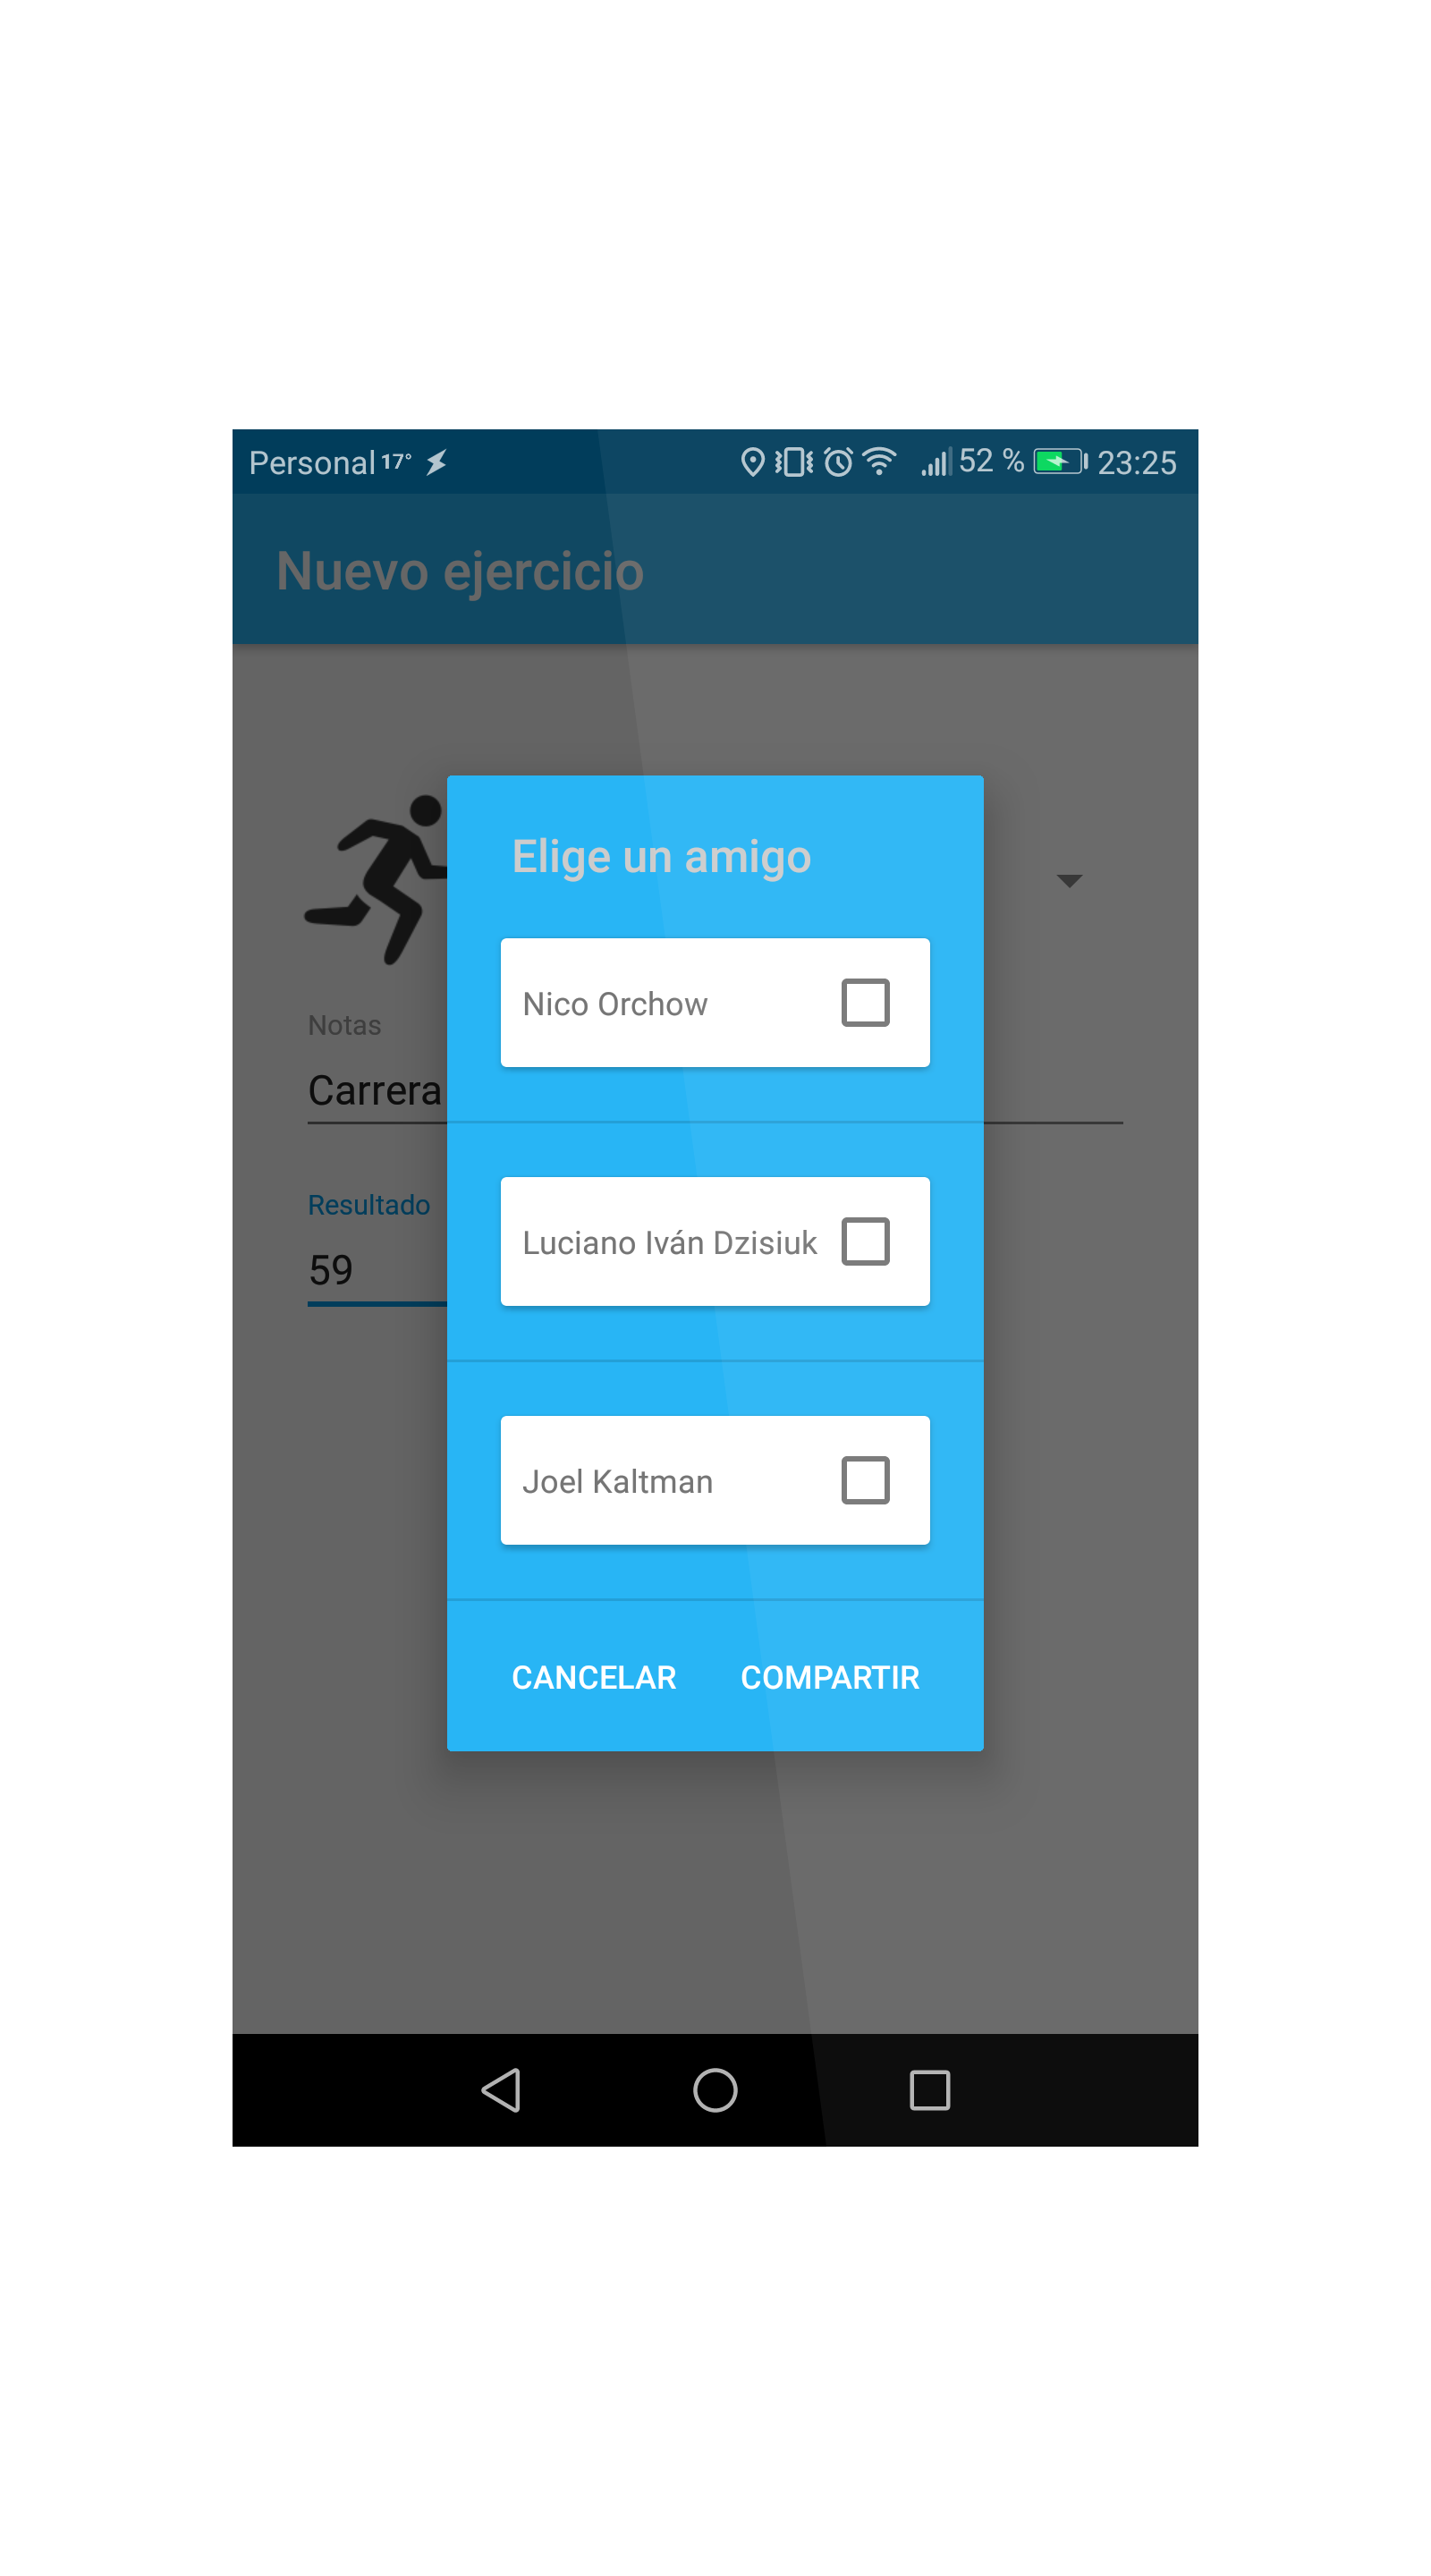 Personal 17° 52 % 23:25
Nuevo ejercicio
Elige un amigo
Nico Orchow
Notas
Carrera
Luciano Iván Dzisiuk
Resultado
59
Joel Kaltman
CANCELAR COMPARTIR